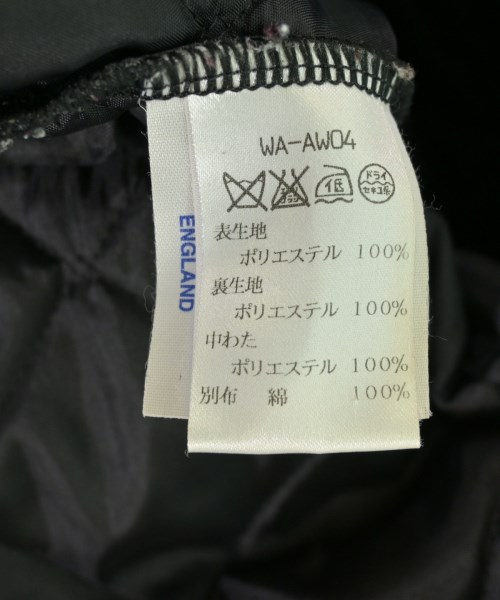 WA-AW04
低 ドライ
セキユ系
表生地
ポリエステル 100%
裏生地
ポリエステル 100%
中わた
ポリエステル 100%
別布 綿 100%
ENGLAND